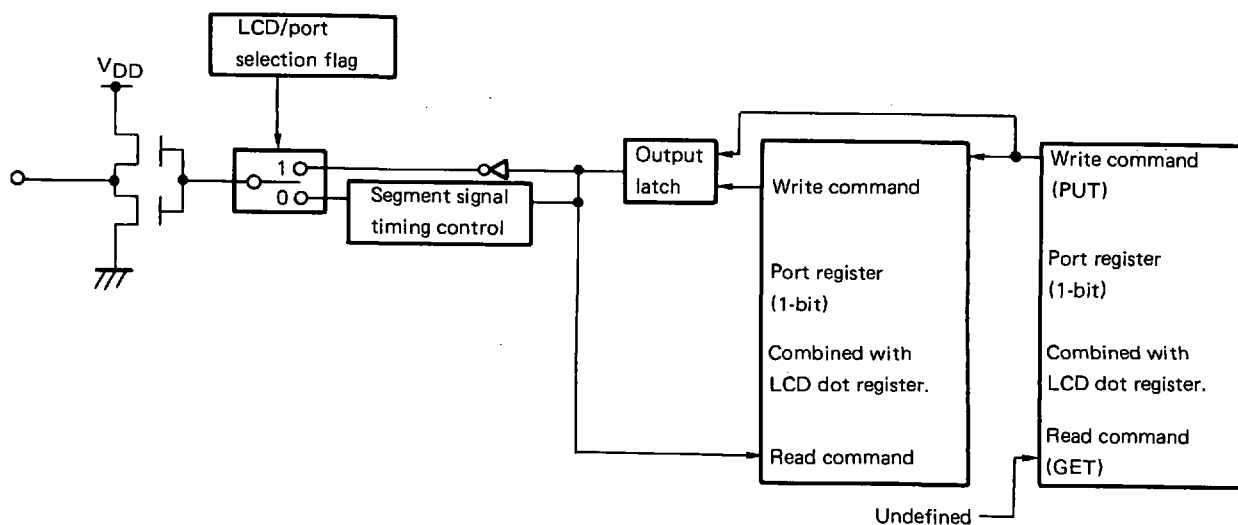 LCD/port
selection flag
VDD
1
0
Segment signal
timing control
Output
latch
Write command
Port register
(1-bit)
Combined with
LCD dot register.
Read command
Write command
(PUT)
Port register
(1-bit)
Combined with
LCD dot register.
Read command
(GET)
Undefined